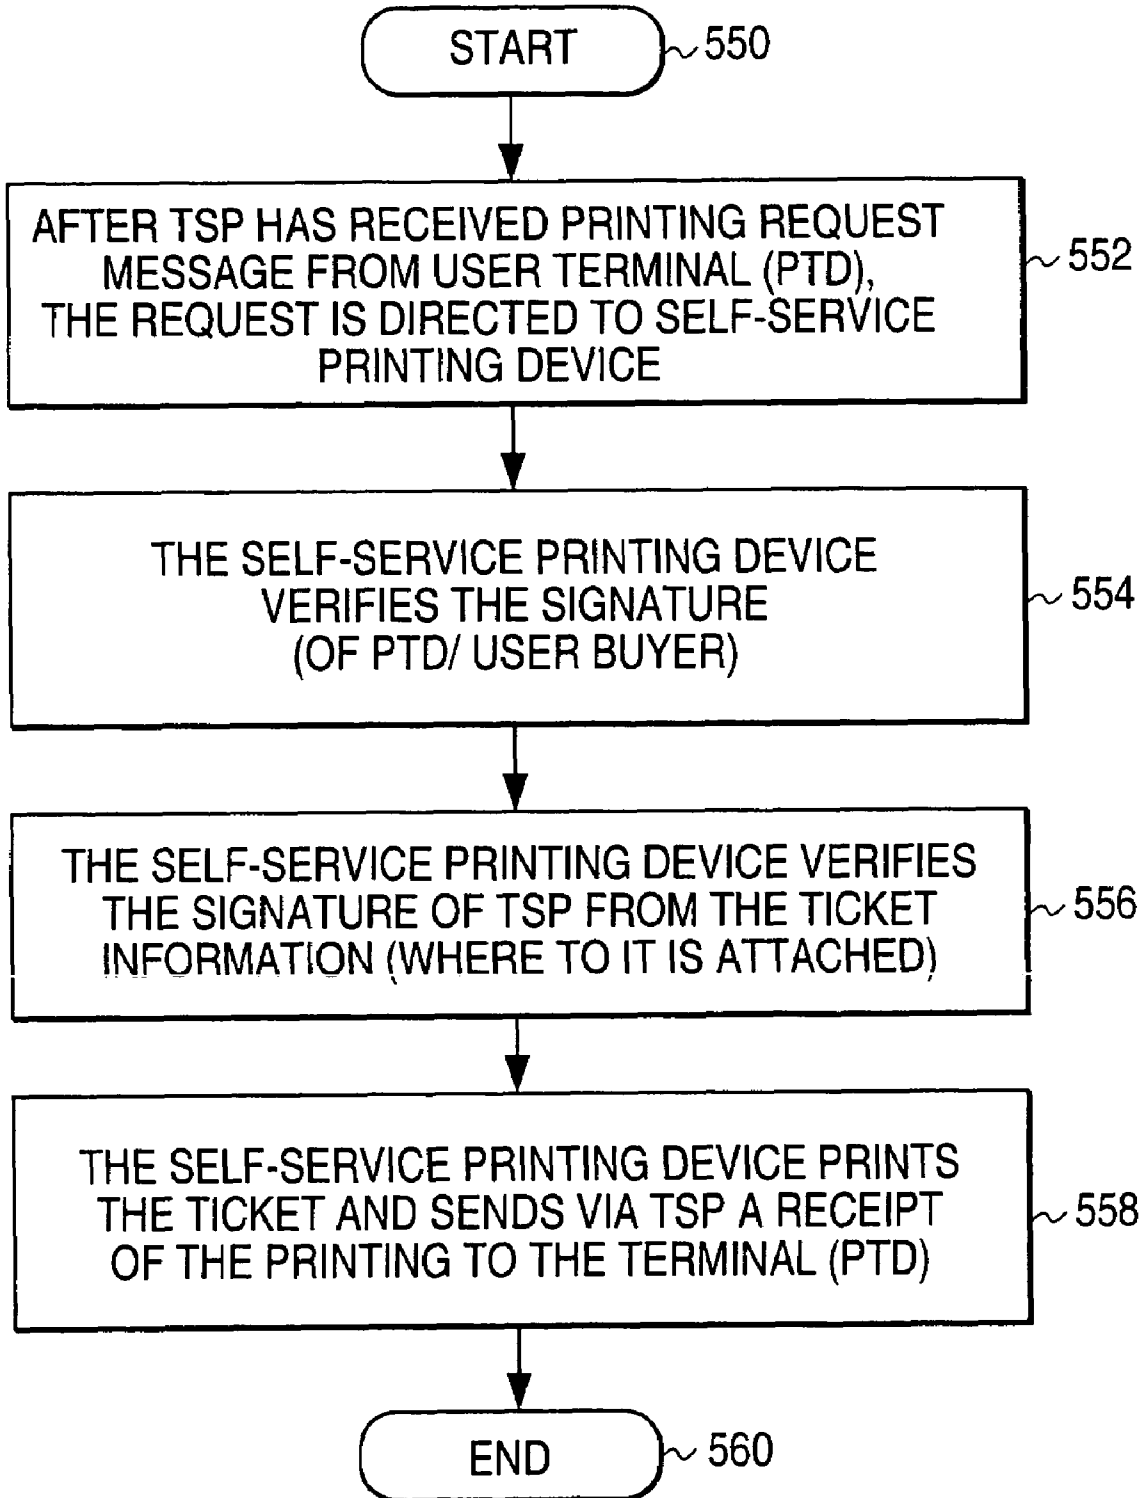 START
550
AFTER TSP HAS RECEIVED PRINTING REQUEST
MESSAGE FROM USER TERMINAL (PTD),
THE REQUEST IS DIRECTED TO SELF-SERVICE
PRINTING DEVICE
552
THE SELF-SERVICE PRINTING DEVICE
VERIFIES THE SIGNATURE
(OF PTD/ USER BUYER)
554
THE SELF-SERVICE PRINTING DEVICE VERIFIES
THE SIGNATURE OF TSP FROM THE TICKET
INFORMATION (WHERE TO IT IS ATTACHED)
556
THE SELF-SERVICE PRINTING DEVICE PRINTS
THE TICKET AND SENDS VIA TSP A RECEIPT
OF THE PRINTING TO THE TERMINAL (PTD)
558
END
560